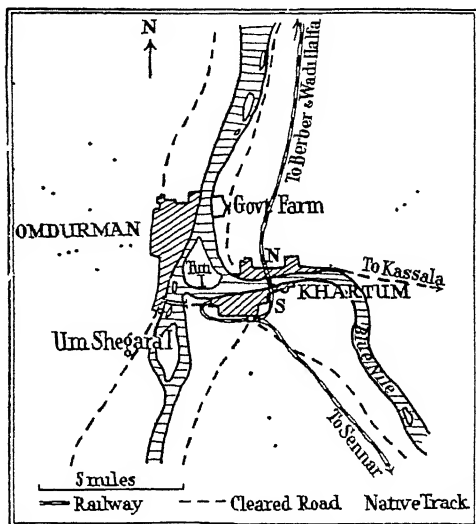 N
To Berber & Wadi Halfa
Govt. Farm
OMDURMAN
N
To Kassala
KHARTUM
S
Um Shegara I
Blue Nile
To Sennar
5 miles
Railway Cleared Road Native Track